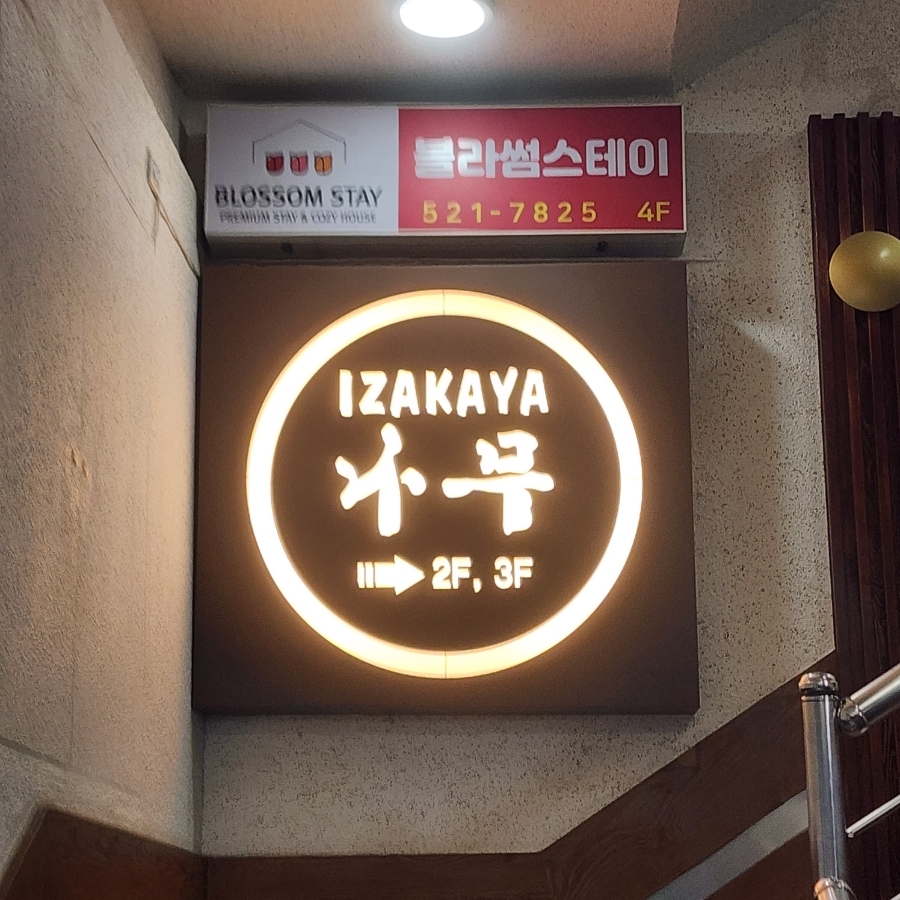 BLOSSOM STAY
PREMIUM STAY & COZY HOUSE
블라썸스테이
521-7825 4F
IZAKAYA
나무
2F, 3F